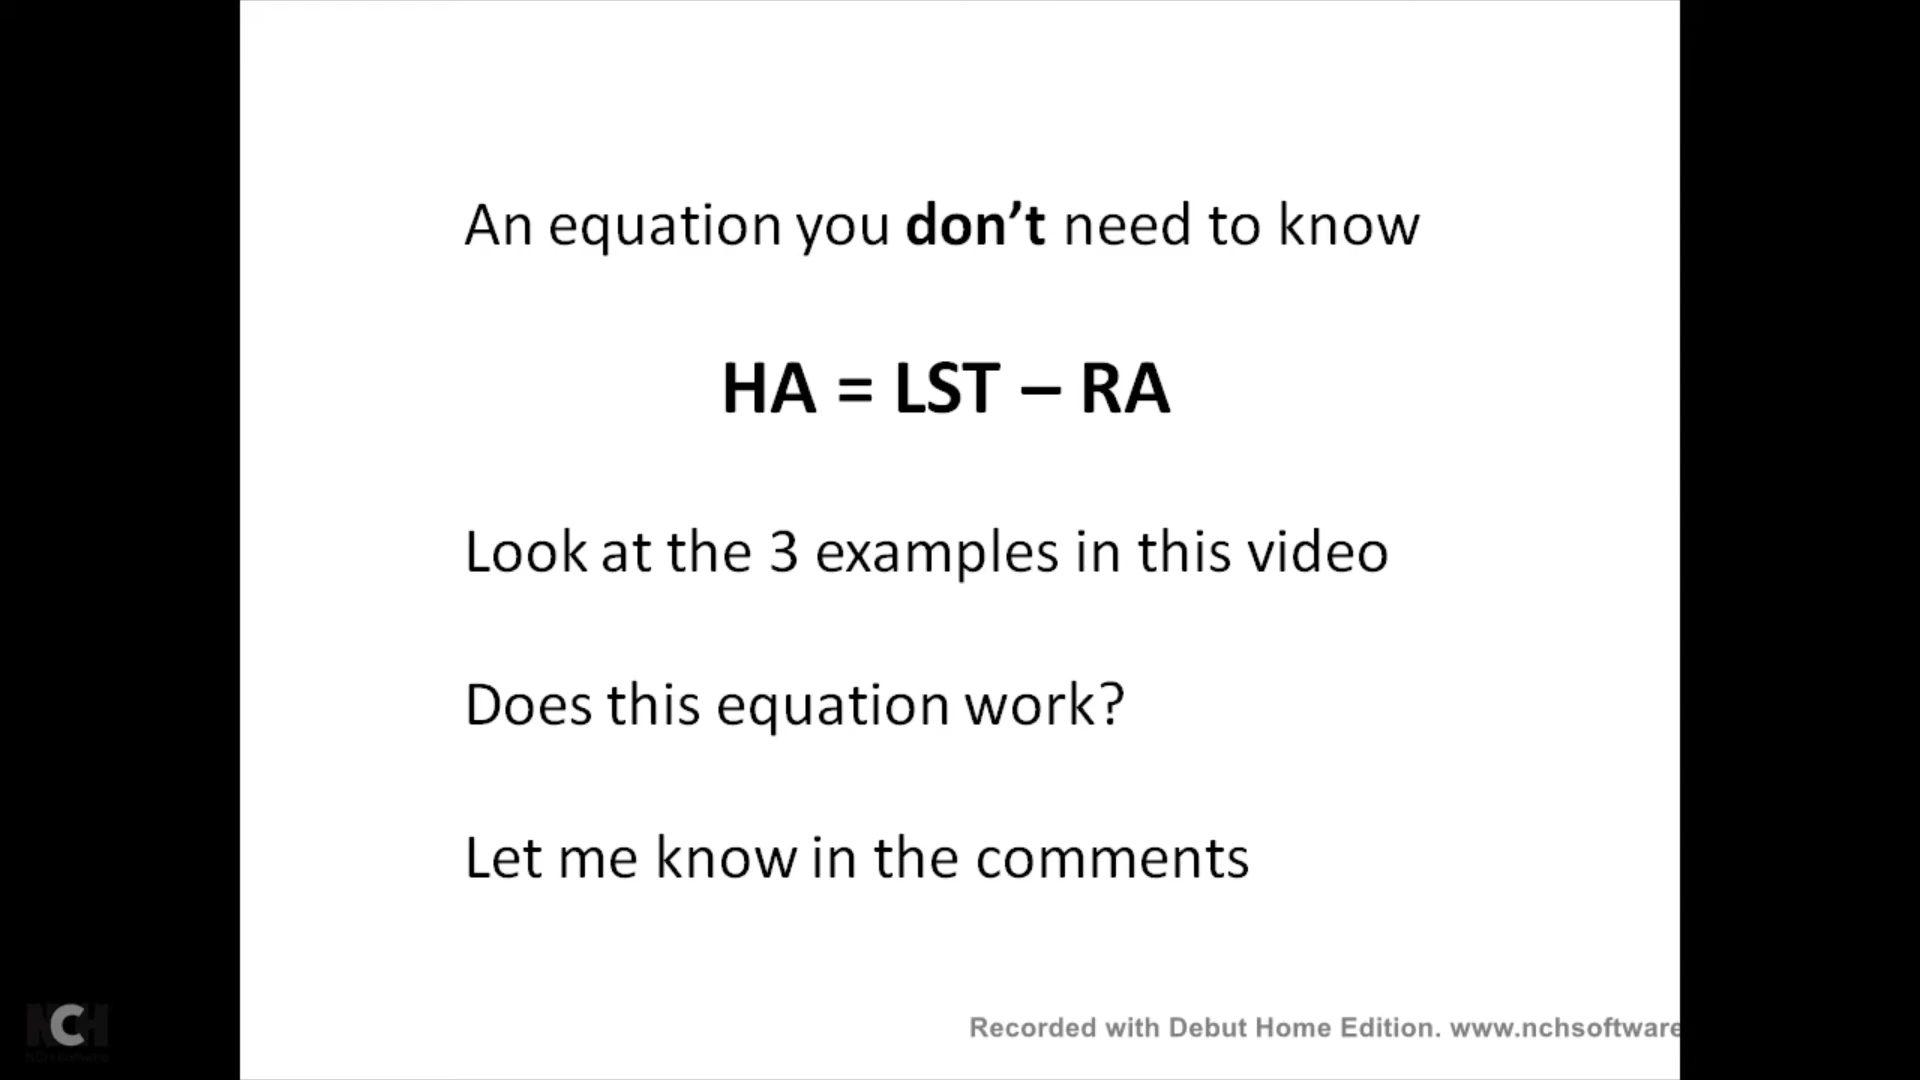 An equation you don’t need to know
HA = LST – RA
Look at the 3 examples in this video
Does this equation work?
Let me know in the comments
Recorded with Debut Home Edition. www.nchsoftware
NCH